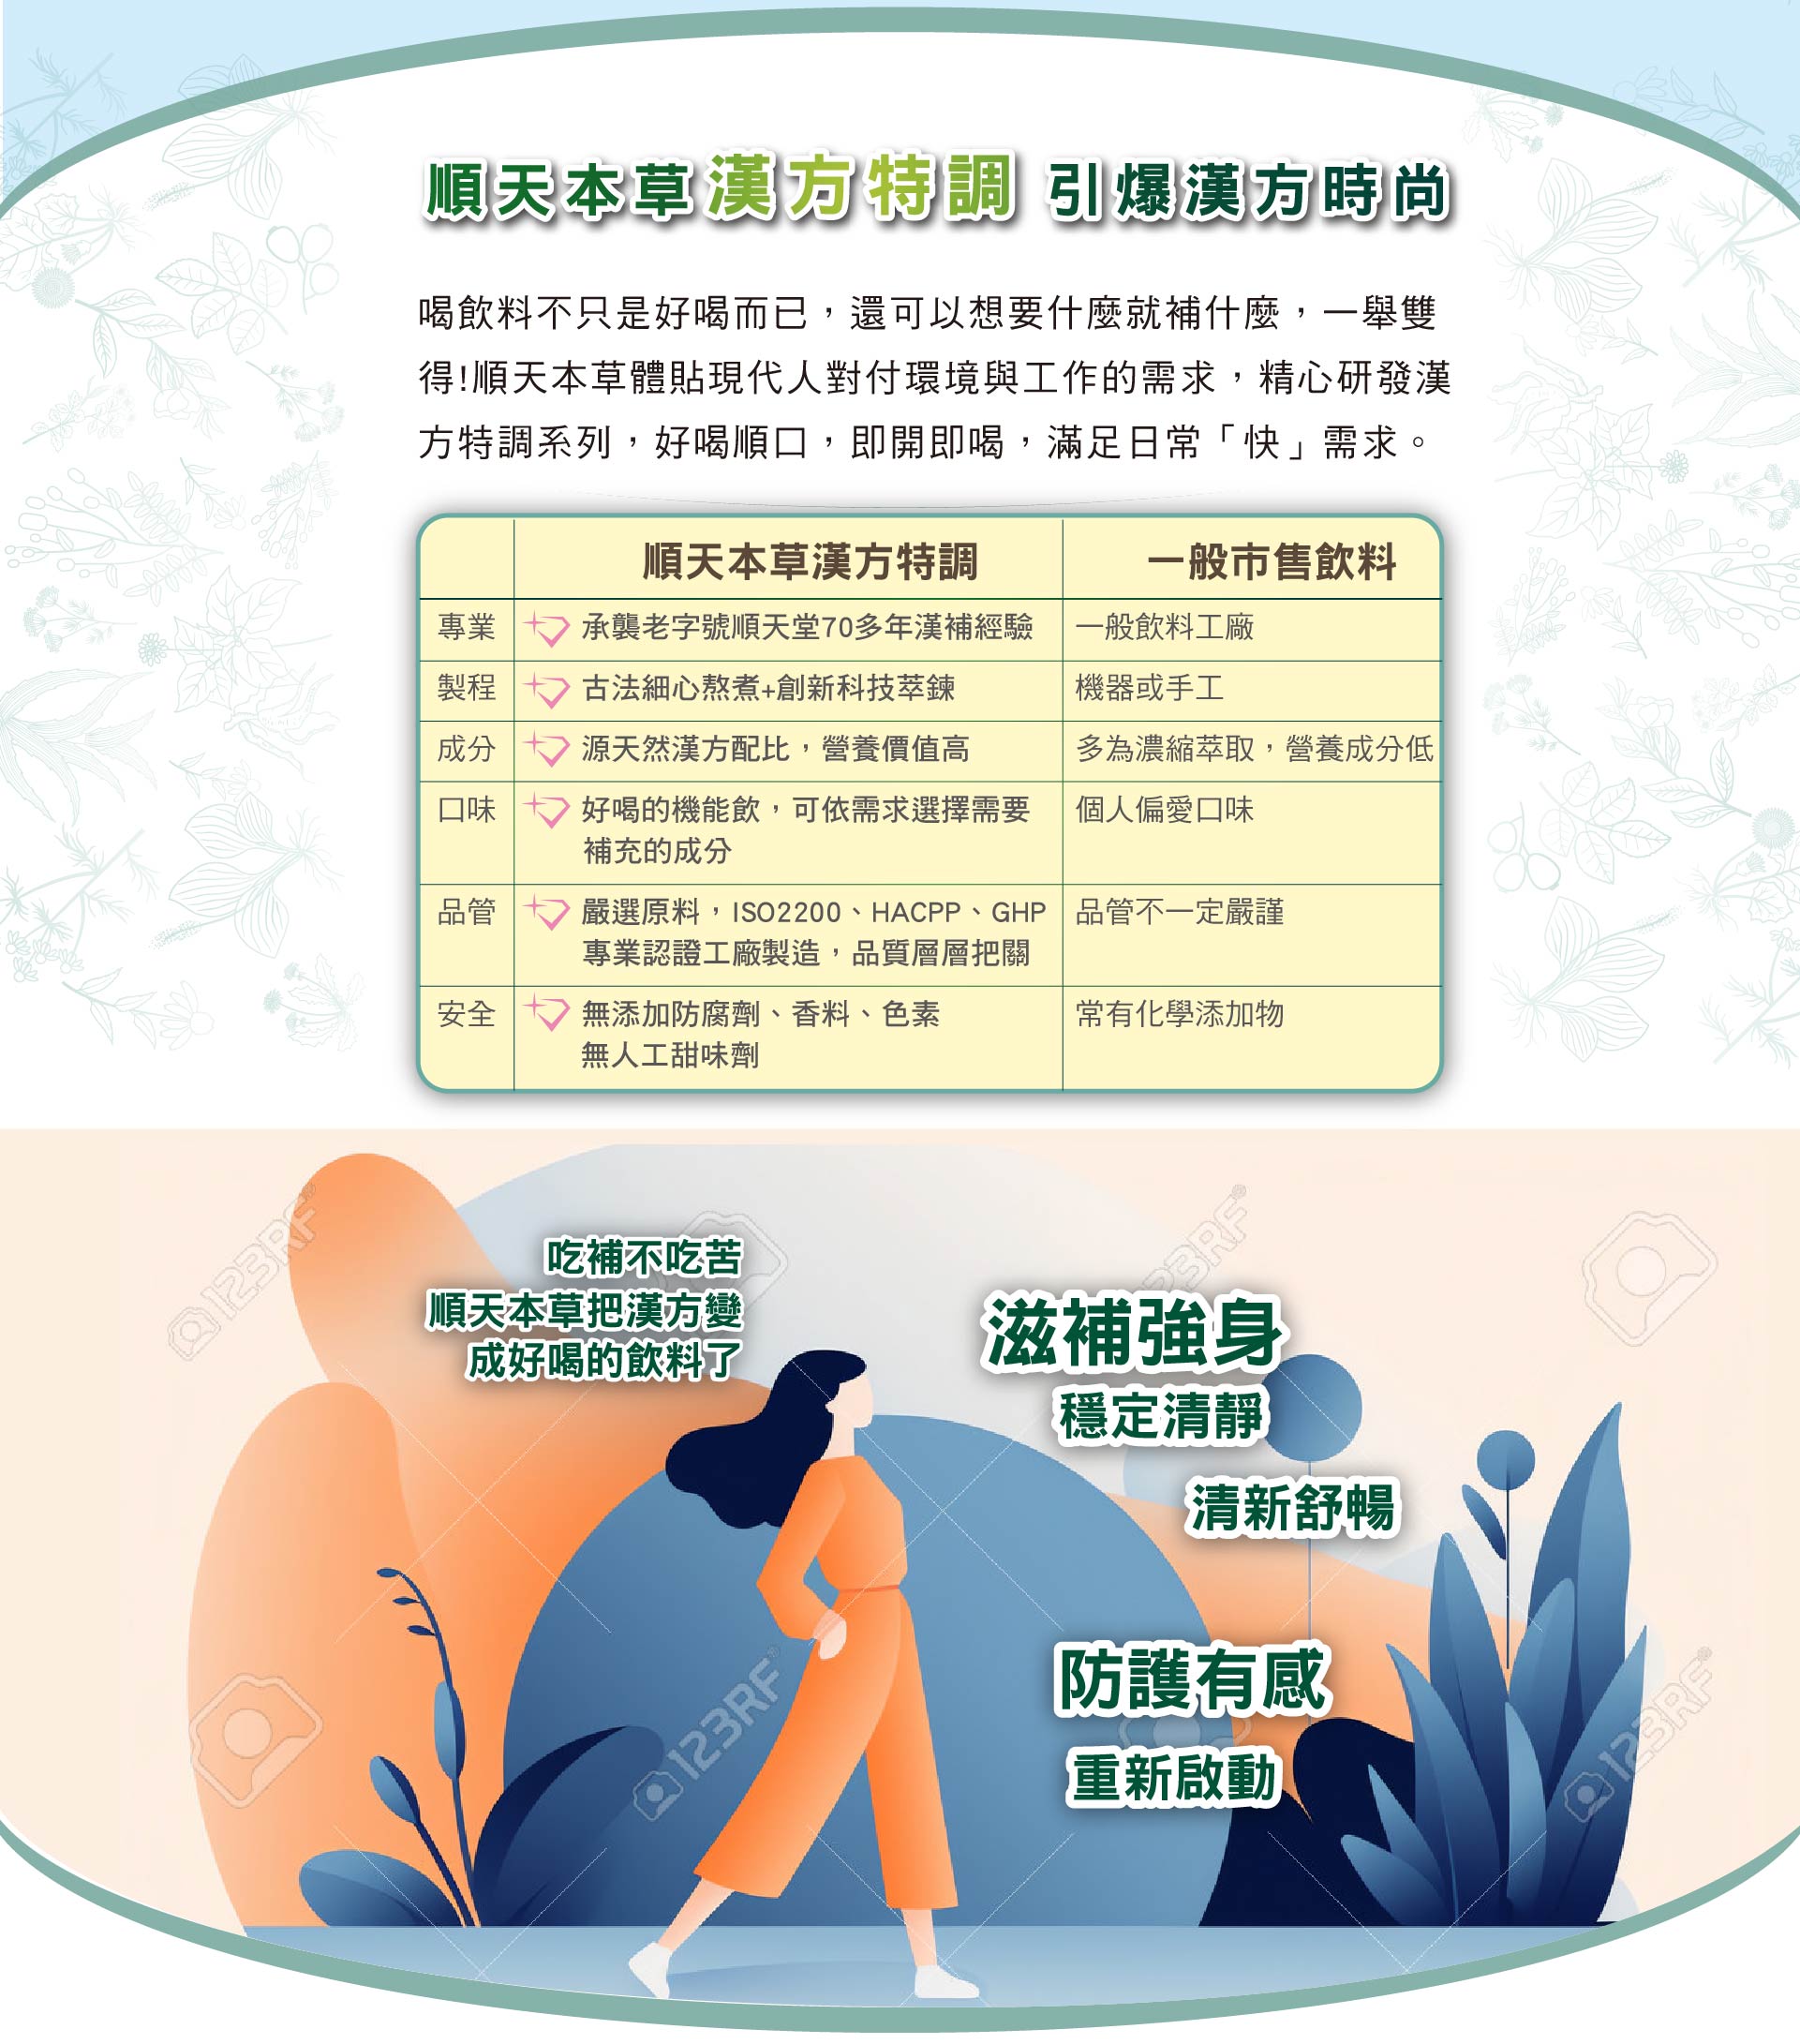 順天本草漢方特調 引爆漢方時尚
喝飲料不只是好喝而已，還可以想要什麼就補什麼，一舉雙
得!順天本草體貼現代人對付環境與工作的需求，精心研發漢
方特調系列，好喝順口，即開即喝，滿足日常「快」需求。
順天本草漢方特調 一般市售飲料
專業 承襲老字號順天堂70多年漢補經驗 一般飲料工廠
製程 古法細心熬煮+創新科技萃鍊 機器或手工
成分 源天然漢方配比，營養價值高 多為濃縮萃取，營養成分低
口味 好喝的機能飲，可依需求選擇需要 個人偏愛口味
補充的成分
品管 嚴選原料，ISO2200、HACPP、GHP 品管不一定嚴謹
專業認證工廠製造，品質層層把關
安全 無添加防腐劑、香料、色素 常有化學添加物
無人工甜味劑
123RF
123RF
吃補不吃苦
順天本草把漢方變
成好喝的飲料了
滋補強身
穩定清靜
清新舒暢
防護有感
重新啟動
123RF
123RF